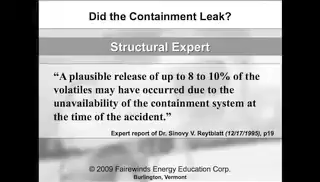 Did the Containment Leak?
Structural Expert
“A plausible release of up to 8 to 10% of the
volatiles may have occurred due to the
unavailability of the containment system at
the time of the accident.”
Expert report of Dr. Sinovy V. Reytblatt (12/17/1995), p19
© 2009 Fairewinds Energy Education Corp.
Burlington, Vermont